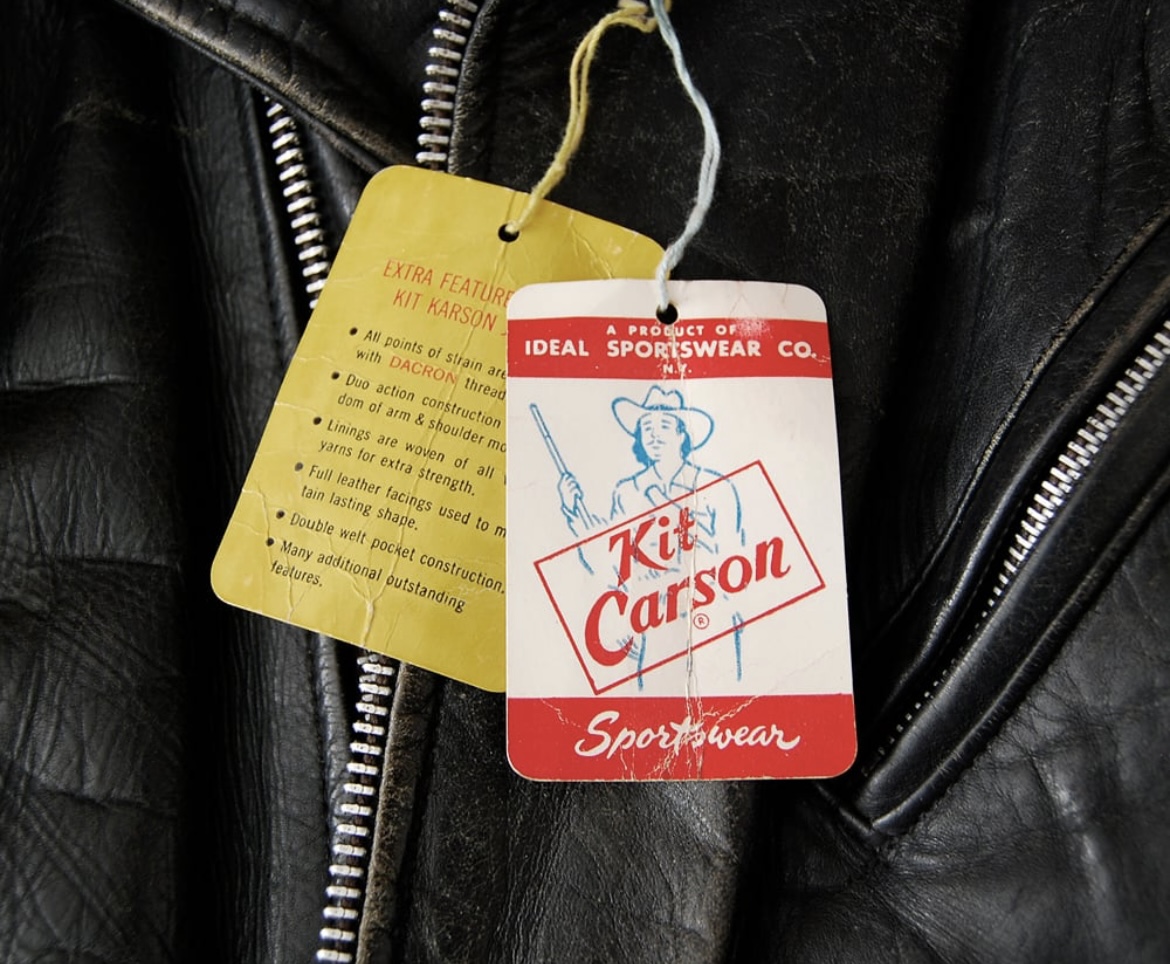 EXTRA FEATURE
KIT KARSON
All points of strain are
with DACRON thread
Duo action construction
dom of arm & shoulder mo
Linings are woven of all
yarns for extra strength.
Full leather facings used to m
tain lasting shape.
Double welt pocket construction.
Many additional outstanding
features.
A PRODUCT OF
IDEAL SPORTSWEAR CO.
N.Y.
Kit
Carson
®
Sportswear